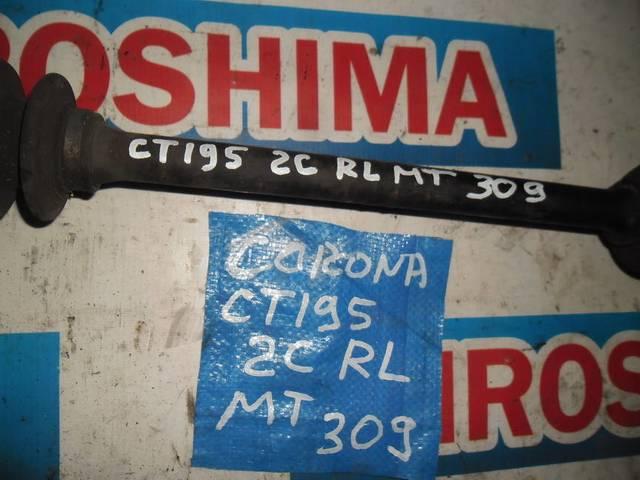 ROSHIMA
CT195 2C RL MT 309
CORONA
CT195
2C RL
MT 309
IROS